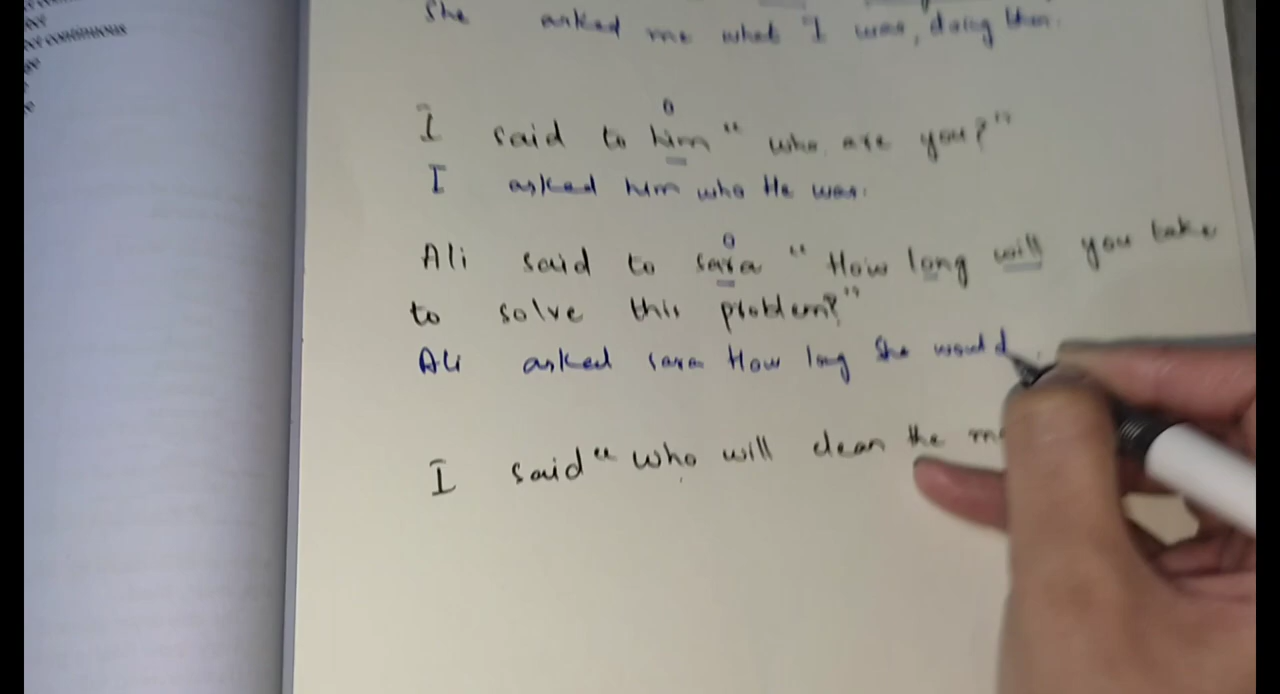 continuous
She asked me what I was, doing then.
I said to him "who are you?"
I asked him who He was.
Ali said to sara "How long will you take
to solve this problem?"
Ali asked sara How long She would
I said "who will clean the